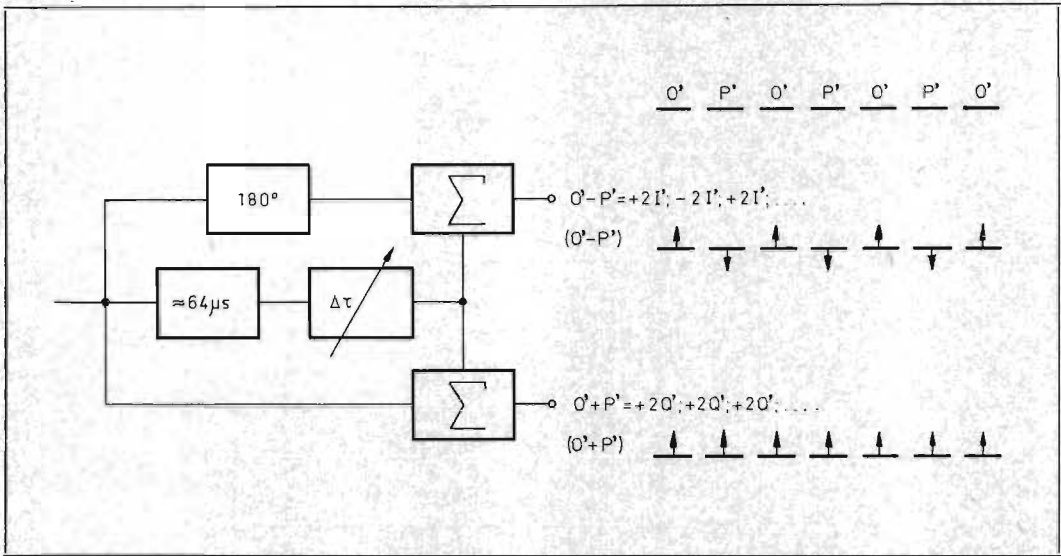 O' P' O' P' O' P' O'
180°
Σ
O'-P'=+2I'; -2I'; +2I'; ....
(O'-P')
≈64µs
Δτ
Σ
O'+P'=+2Q'; +2Q'; +2Q'; ....
(O'+P')